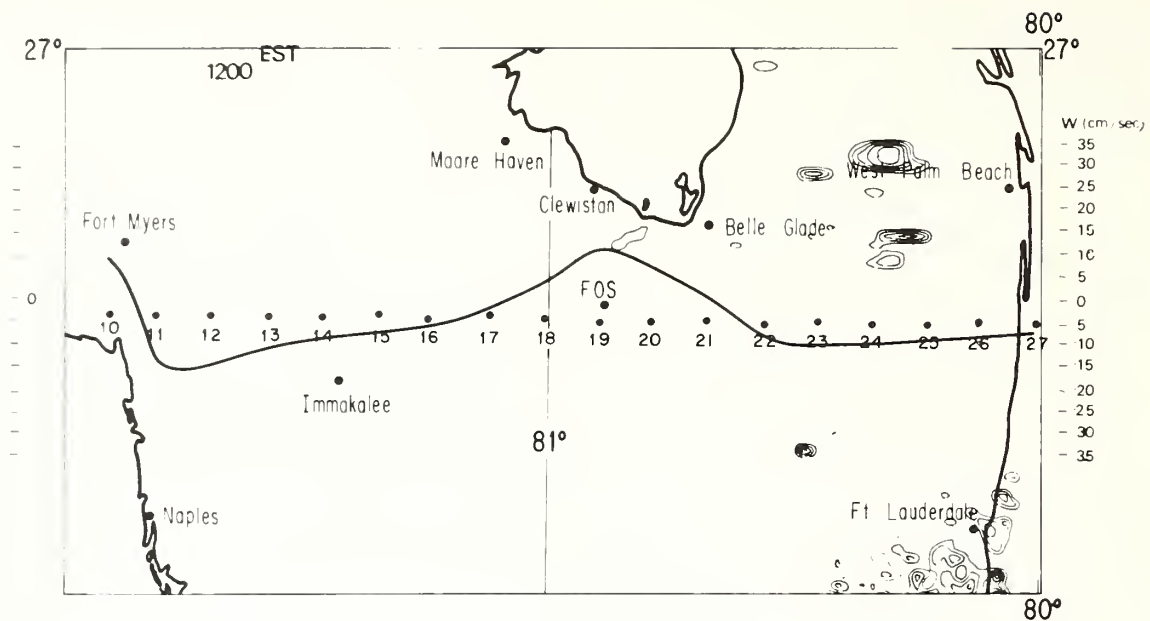 80°
27°
EST
27°
1200
W (cm/sec.)
35
30
Moore Haven
West Palm Beach
25
Clewiston
20
Fort Myers
Belle Glade
15
10
5
FOS
0
0
10 11 12 13 14 15 16 17 18 19 20 21 22 23 24 25 26 27
5
10
15
Immakalee
20
25
81°
30
35
Naples
Ft Lauderdale
80°